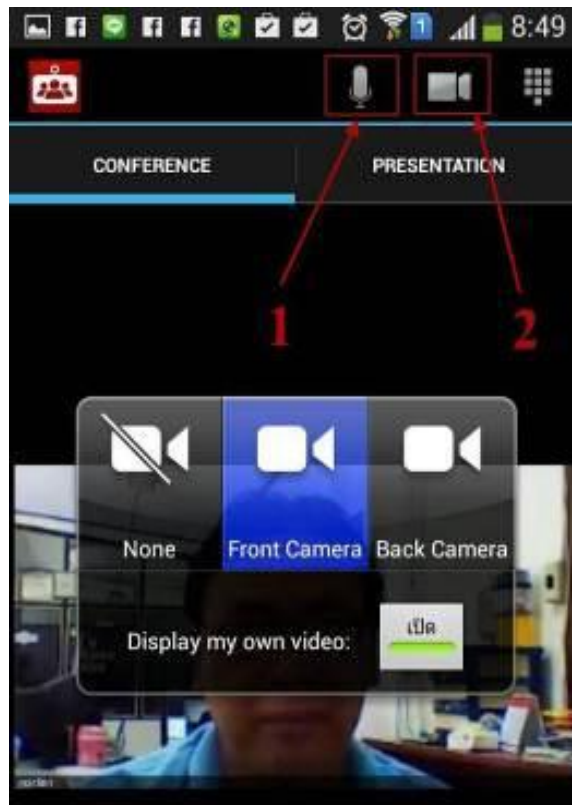 8:49
CONFERENCE PRESENTATION
1 2
None Front Camera Back Camera
Display my own video: เปิด